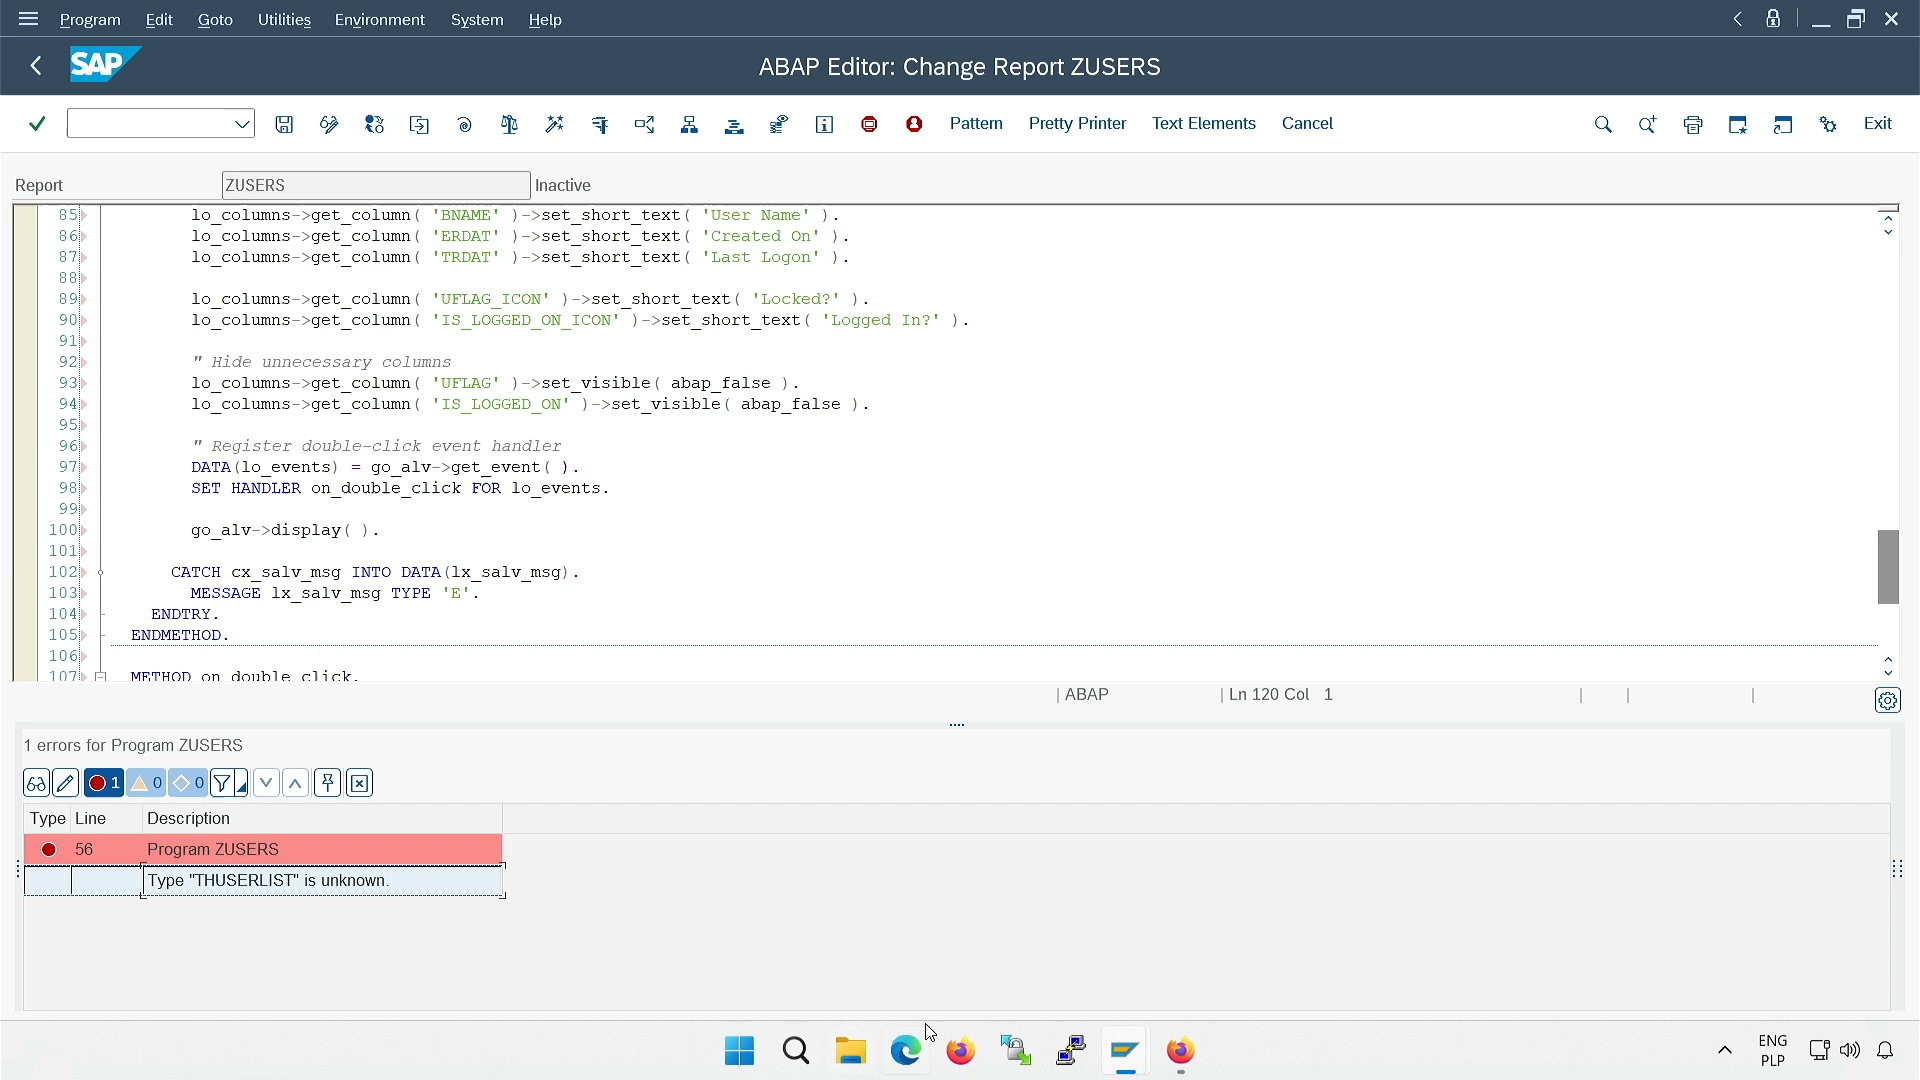 Program Edit Goto Utilities Environment System Help
SAP ABAP Editor: Change Report ZUSERS
Pattern Pretty Printer Text Elements Cancel Exit
Report ZUSERS Inactive
85 lo_columns->get_column( 'BNAME' )->set_short_text( 'User Name' ).
86 lo_columns->get_column( 'ERDAT' )->set_short_text( 'Created On' ).
87 lo_columns->get_column( 'TRDAT' )->set_short_text( 'Last Logon' ).
88
89 lo_columns->get_column( 'UFLAG_ICON' )->set_short_text( 'Locked?' ).
90 lo_columns->get_column( 'IS_LOGGED_ON_ICON' )->set_short_text( 'Logged In?' ).
91
92 " Hide unnecessary columns
93 lo_columns->get_column( 'UFLAG' )->set_visible( abap_false ).
94 lo_columns->get_column( 'IS_LOGGED_ON' )->set_visible( abap_false ).
95
96 " Register double-click event handler
97 DATA(lo_events) = go_alv->get_event( ).
98 SET HANDLER on_double_click FOR lo_events.
99
100 go_alv->display( ).
101
102 CATCH cx_salv_msg INTO DATA(lx_salv_msg).
103 MESSAGE lx_salv_msg TYPE 'E'.
104 ENDTRY.
105 ENDMETHOD.
106
107 METHOD on_double_click.
ABAP Ln 120 Col 1
1 errors for Program ZUSERS
1 0 0
Type Line Description
56 Program ZUSERS
Type "THUSERLIST" is unknown.
ENG
PLP